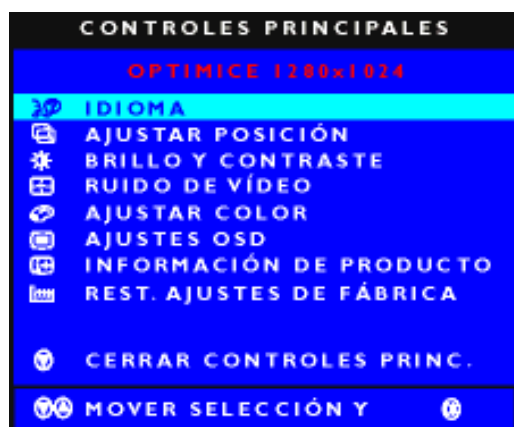 CONTROLES PRINCIPALES
OPTIMICE 1280x1024
IDIOMA
AJUSTAR POSICIÓN
BRILLO Y CONTRASTE
RUIDO DE VÍDEO
AJUSTAR COLOR
AJUSTES OSD
INFORMACIÓN DE PRODUCTO
REST. AJUSTES DE FÁBRICA
CERRAR CONTROLES PRINC.
MOVER SELECCIÓN Y